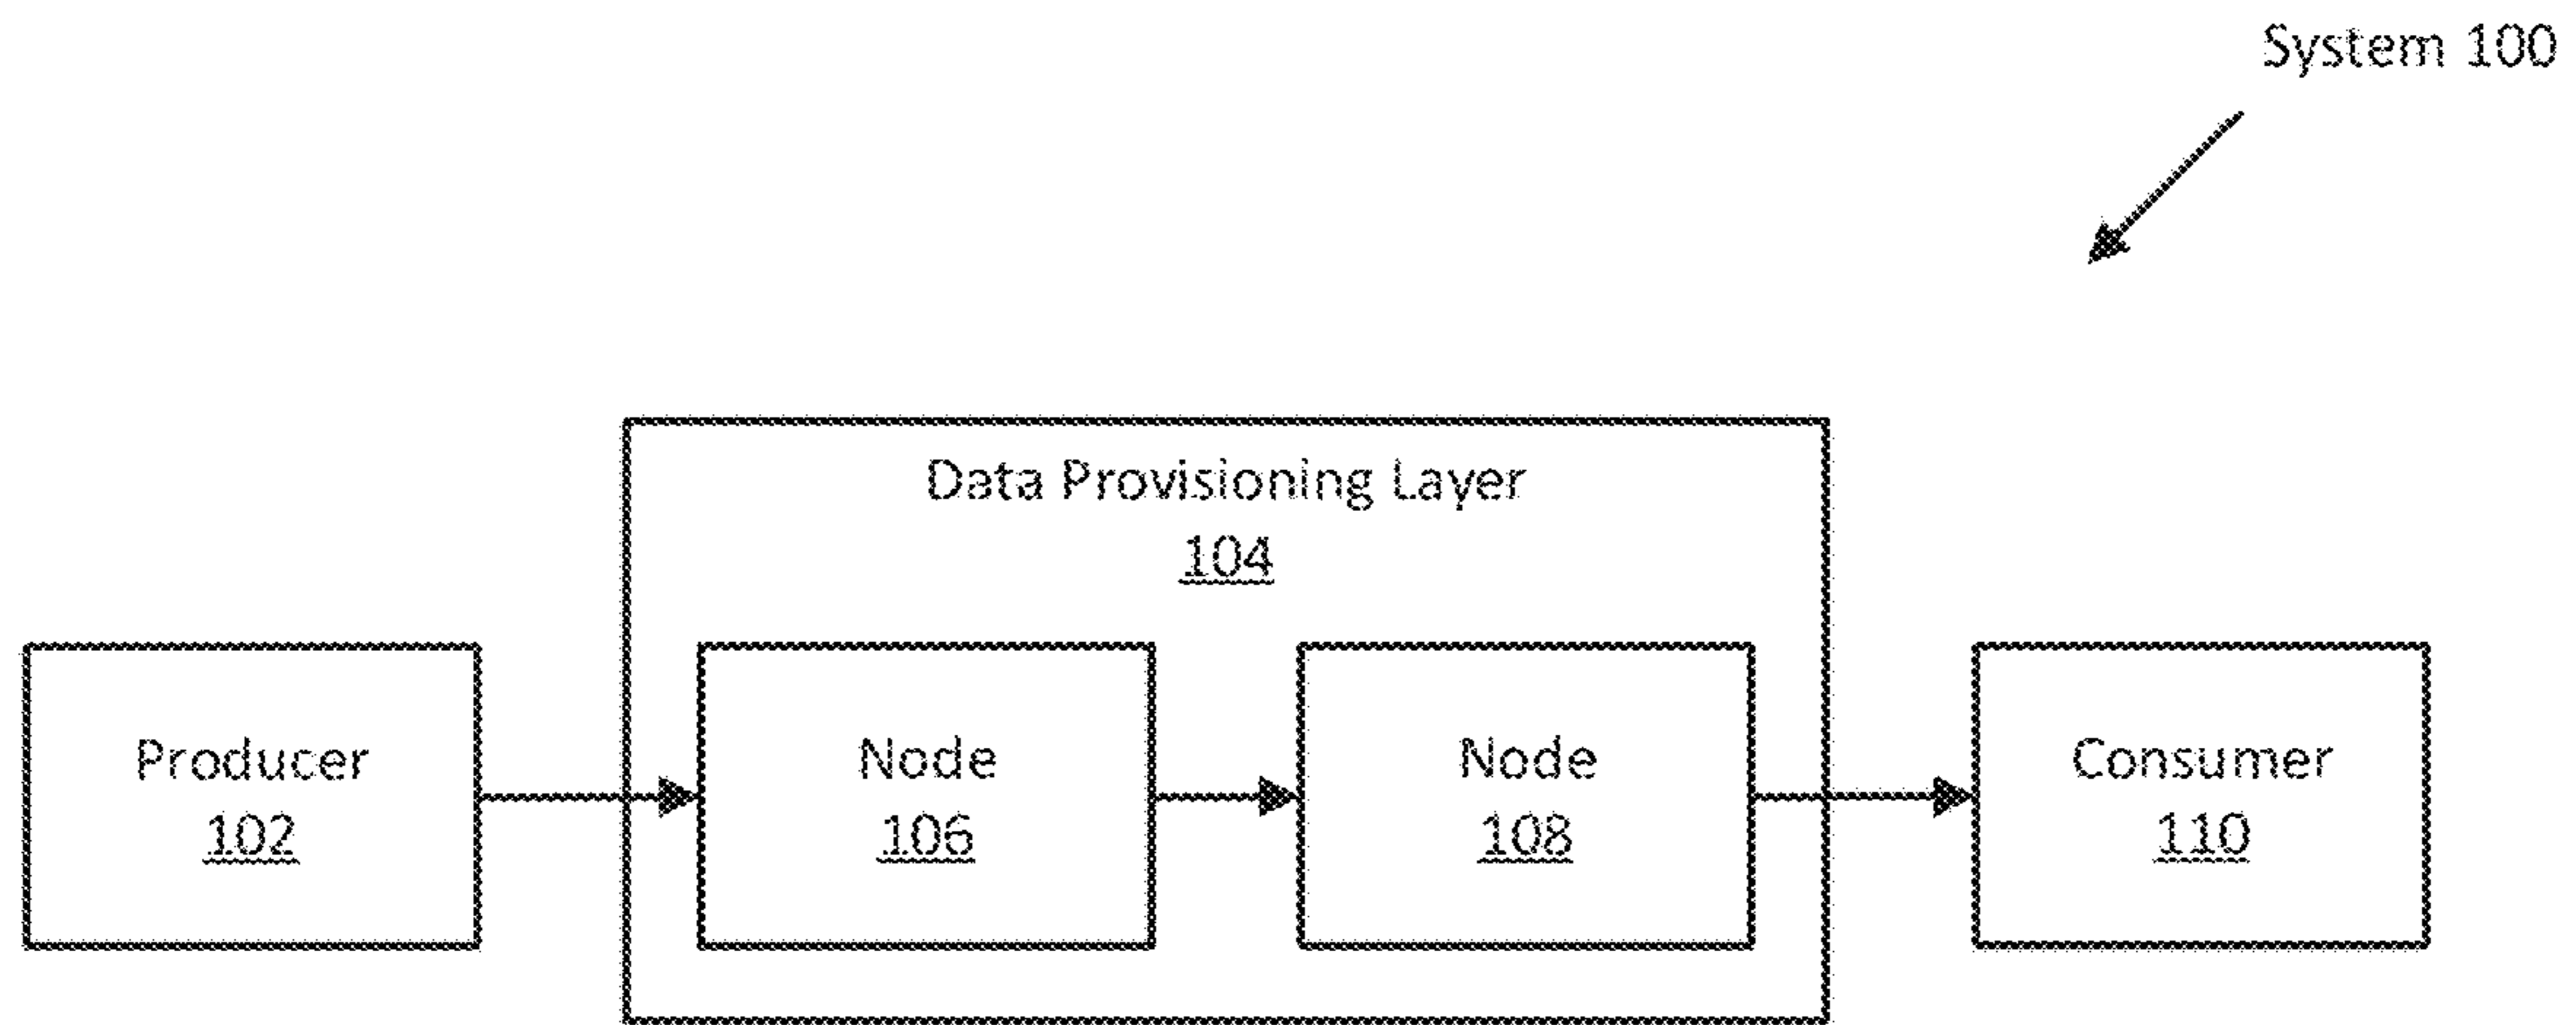 System 100
Data Provisioning Layer
104
Producer
102
Node
106
Node
108
Consumer
110